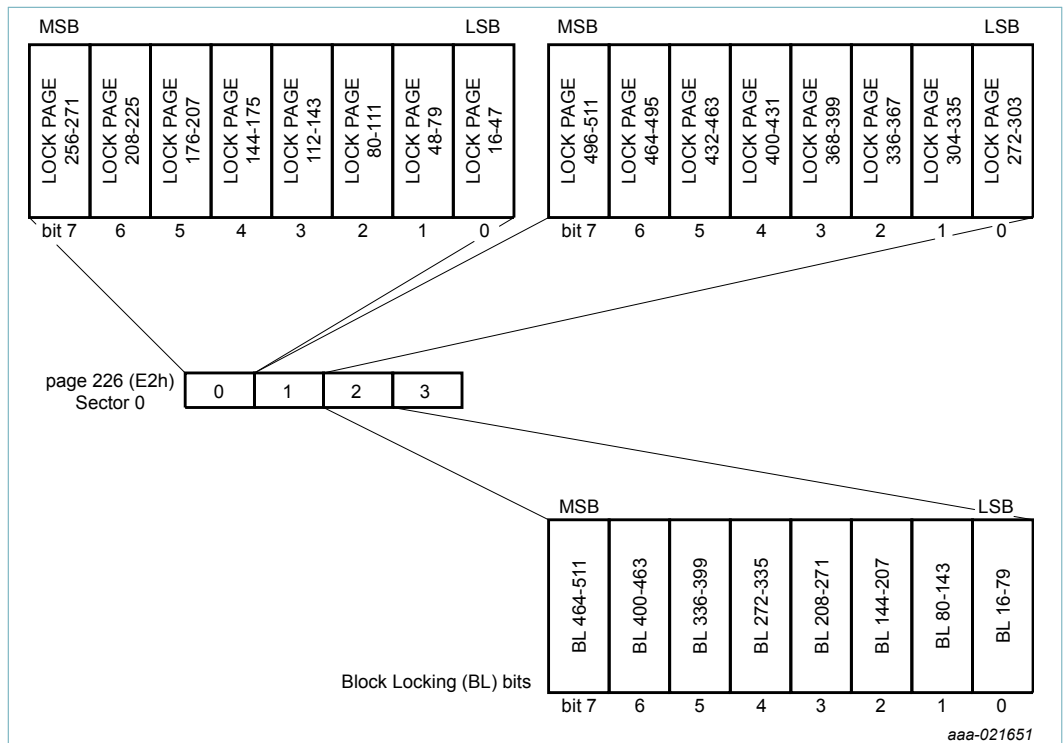 MSB LSB
LOCK PAGE 256-271
LOCK PAGE 208-225
LOCK PAGE 176-207
LOCK PAGE 144-175
LOCK PAGE 112-143
LOCK PAGE 80-111
LOCK PAGE 48-79
LOCK PAGE 16-47
bit 7 6 5 4 3 2 1 0
MSB LSB
LOCK PAGE 496-511
LOCK PAGE 464-495
LOCK PAGE 432-463
LOCK PAGE 400-431
LOCK PAGE 368-399
LOCK PAGE 336-367
LOCK PAGE 304-335
LOCK PAGE 272-303
bit 7 6 5 4 3 2 1 0
page 226 (E2h)
Sector 0
0 1 2 3
MSB LSB
BL 464-511
BL 400-463
BL 336-399
BL 272-335
BL 208-271
BL 144-207
BL 80-143
BL 16-79
Block Locking (BL) bits
bit 7 6 5 4 3 2 1 0
aaa-021651